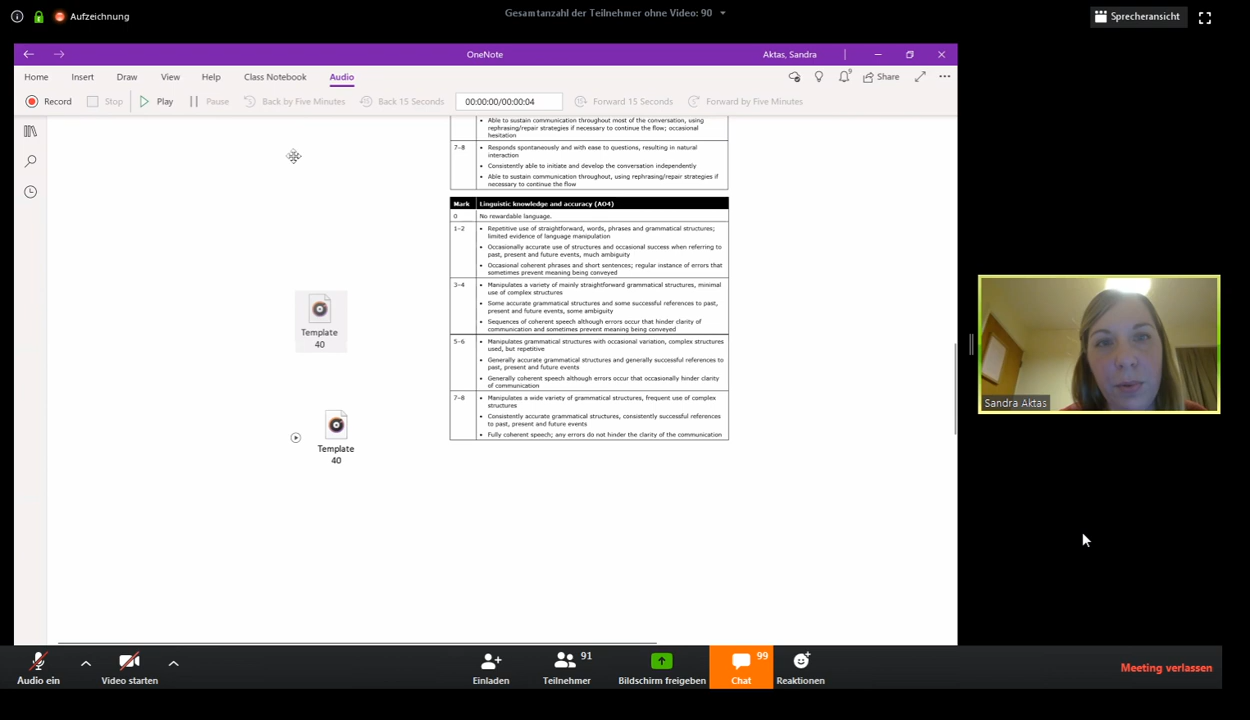 Aufzeichnung
Gesamtanzahl der Teilnehmer ohne Video: 90
Sprecheransicht
OneNote
Aktas, Sandra
Home Insert Draw View Help Class Notebook Audio
Share
Record Stop Play Pause Back by Five Minutes Back 15 Seconds 00:00:00/00:00:04 Forward 15 Seconds Forward by Five Minutes
• Able to sustain communication throughout most of the conversation, using
rephrasing/repair strategies if necessary to continue the flow; occasional
hesitation
7–8 • Responds spontaneously and with ease to questions, resulting in natural
interaction
• Consistently able to initiate and develop the conversation independently
• Able to sustain communication throughout, using rephrasing/repair strategies if
necessary to continue the flow
Mark Linguistic knowledge and accuracy (AO4)
0 No rewardable language.
1–2 • Repetitive use of straightforward, words, phrases and grammatical structures;
limited evidence of language manipulation
• Occasionally accurate use of structures and occasional success when referring to
past, present and future events, much ambiguity
• Occasional coherent phrases and short sentences; regular instance of errors that
sometimes prevent meaning being conveyed
3–4 • Manipulates a variety of mainly straightforward grammatical structures, minimal
use of complex structures
• Some accurate grammatical structures and some successful references to past,
present and future events, some ambiguity
• Sequences of coherent speech although errors occur that hinder clarity of
communication and sometimes prevent meaning being conveyed
5–6 • Manipulates grammatical structures with occasional variation, complex structures
used, but repetitive
• Generally accurate grammatical structures and generally successful references to
past, present and future events
• Generally coherent speech although errors occur that occasionally hinder clarity
of communication
7–8 • Manipulates a wide variety of grammatical structures, frequent use of complex
structures
• Consistently accurate grammatical structures, consistently successful references
to past, present and future events
• Fully coherent speech; any errors do not hinder the clarity of the communication
Template
40
Template
40
Sandra Aktas
91
99
Audio ein Video starten Einladen Teilnehmer Bildschirm freigeben Chat Reaktionen
Meeting verlassen